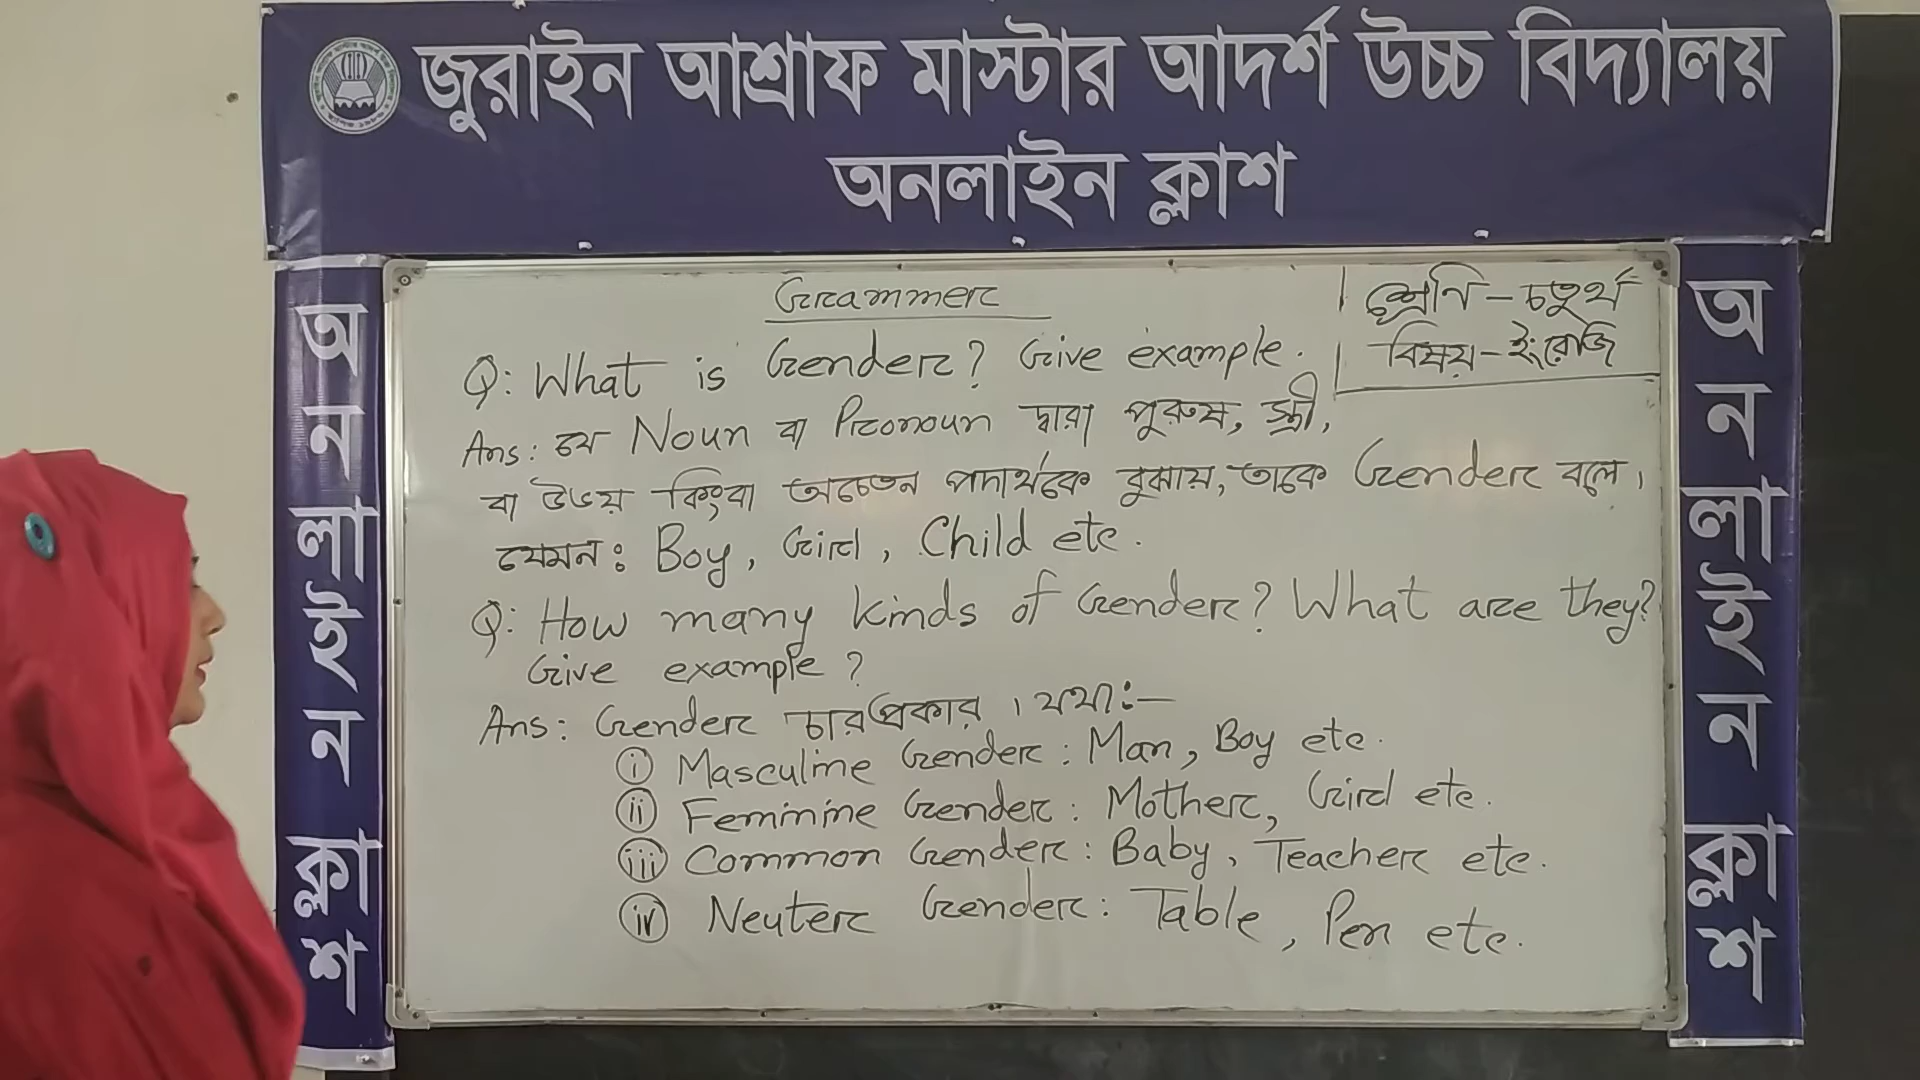 জুরাইন আশ্রাফ মাস্টার আদর্শ উচ্চ বিদ্যালয়
অনলাইন ক্লাশ
অনলাইন ক্লাশ
Grammer
শ্রেণি - চতুর্থ
বিষয় - ইংরেজি
Q: What is Gender? Give example.
Ans: যে Noun বা Pronoun দ্বারা পুরুষ, স্ত্রী,
বা উভয় কিংবা অচেতন পদার্থকে বুঝায়, তাকে Gender বলে।
যেমন: Boy, Girl, Child etc.
Q: How many kinds of Gender? What are they?
Give example?
Ans: Gender চারপ্রকার। যথা:-
i Masculine Gender: Man, Boy etc.
ii Feminine Gender: Mother, Girl etc.
iii Common Gender: Baby, Teacher etc.
iv Neuter Gender: Table, Pen etc.
অনলাইন ক্লাশ